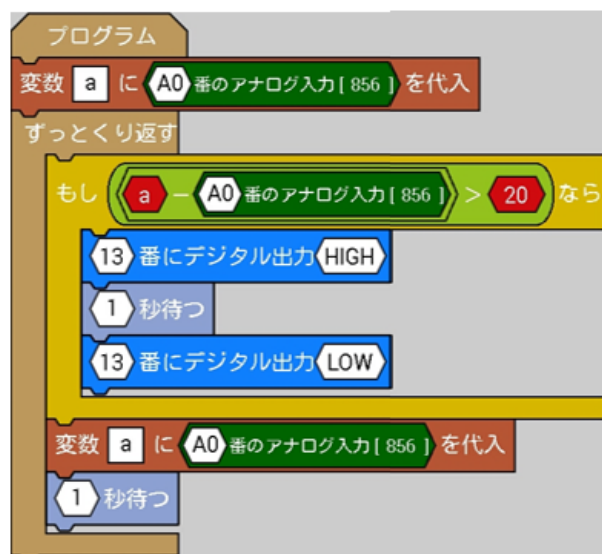 プログラム
変数 a に A0 番のアナログ入力 [ 856 ] を代入
ずっとくり返す
もし a − A0 番のアナログ入力 [ 856 ] > 20 なら
13 番にデジタル出力 HIGH
1 秒待つ
13 番にデジタル出力 LOW
変数 a に A0 番のアナログ入力 [ 856 ] を代入
1 秒待つ